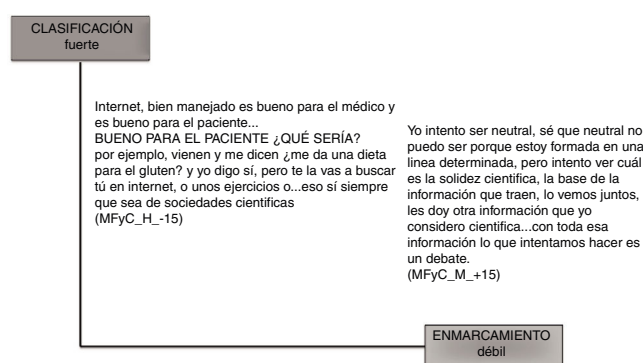 CLASIFICACIÓN
fuerte
Internet, bien manejado es bueno para el médico y
es bueno para el paciente...
BUENO PARA EL PACIENTE ¿QUÉ SERÍA?
por ejemplo, vienen y me dicen ¿me da una dieta
para el gluten? y yo digo sí, pero te la vas a buscar
tú en internet, o unos ejercicios o...eso sí siempre
que sea de sociedades cientificas
(MFyC_H_-15)
Yo intento ser neutral, sé que neutral no
puedo ser porque estoy formada en una
linea determinada, pero intento ver cuál
es la solidez cientifica, la base de la
información que traen, lo vemos juntos,
les doy otra información que yo
considero cientifica...con toda esa
información lo que intentamos hacer es
un debate.
(MFyC_M_+15)
ENMARCAMIENTO
débil